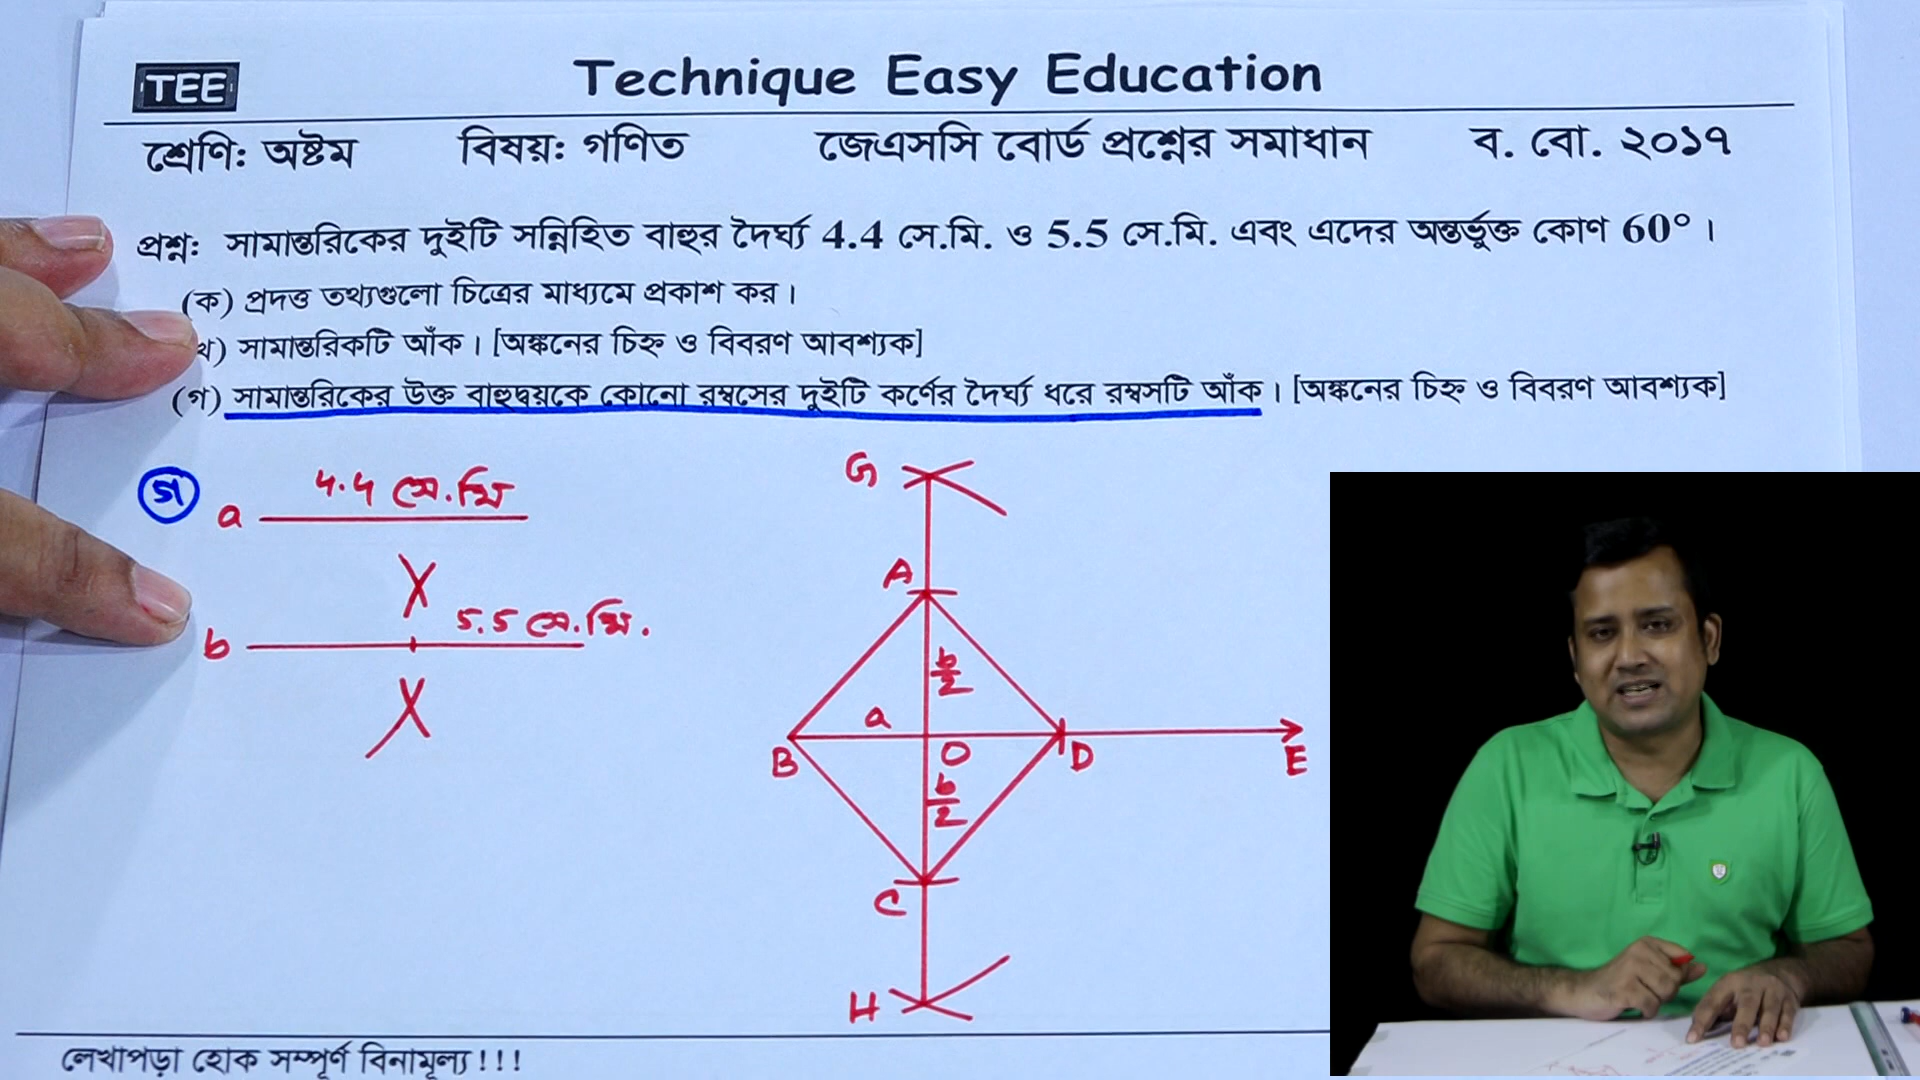 TEE
Technique Easy Education
শ্রেণি: অষ্টম বিষয়: গণিত জেএসসি বোর্ড প্রশ্নের সমাধান ব. বো. ২০১৭
প্রশ্ন: সামান্তরিকের দুইটি সন্নিহিত বাহুর দৈর্ঘ্য 4.4 সে.মি. ও 5.5 সে.মি. এবং এদের অন্তর্ভুক্ত কোণ 60° ।
(ক) প্রদত্ত তথ্যগুলো চিত্রের মাধ্যমে প্রকাশ কর ।
খ) সামান্তরিকটি আঁক । [অঙ্কনের চিহ্ন ও বিবরণ আবশ্যক]
(গ) সামান্তরিকের উক্ত বাহুদ্বয়কে কোনো রম্বসের দুইটি কর্ণের দৈর্ঘ্য ধরে রম্বসটি আঁক । [অঙ্কনের চিহ্ন ও বিবরণ আবশ্যক]
গ
a 4.4 সে.মি
b 5.5 সে.মি.
G
A
b/2
a
B O D E
b/2
C
H
লেখাপড়া হোক সম্পূর্ণ বিনামূল্য!!!